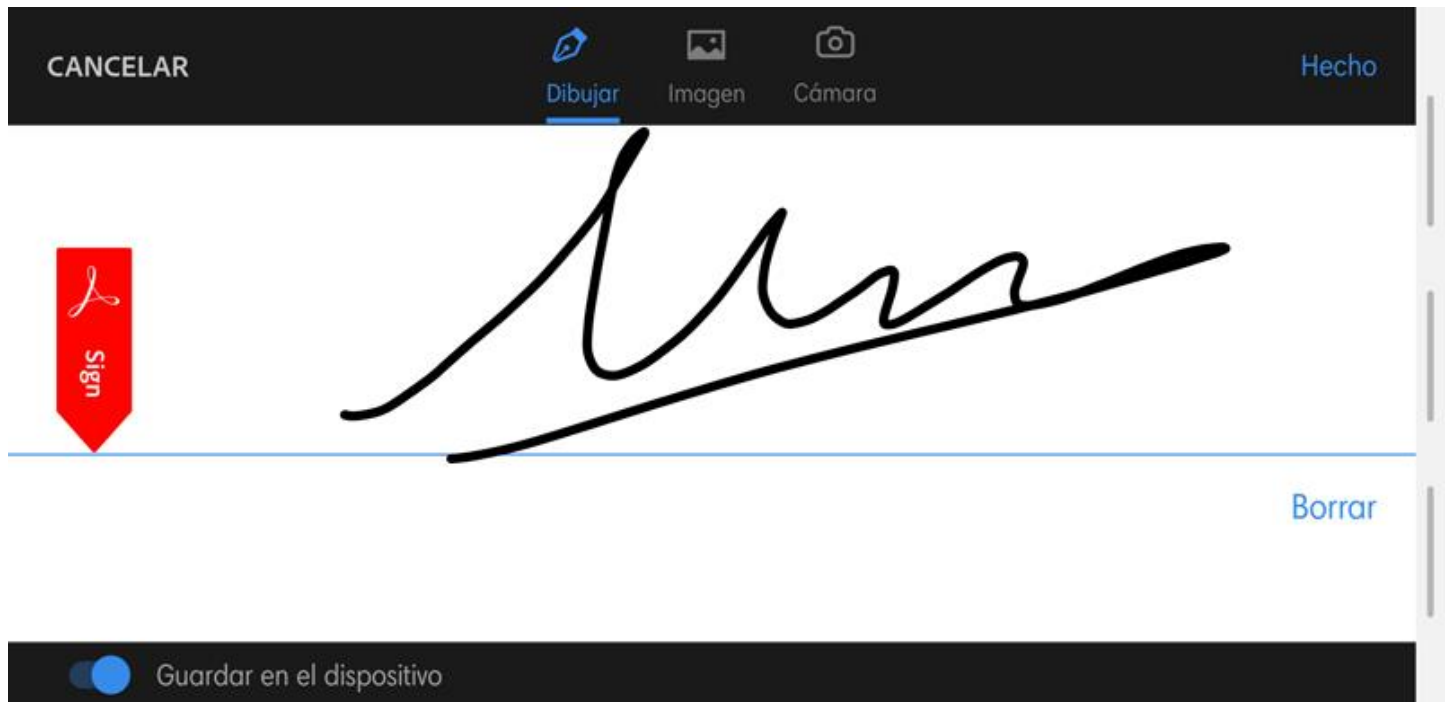 CANCELAR
Dibujar
Imagen
Cámara
Hecho
Sign
Borrar
Guardar en el dispositivo